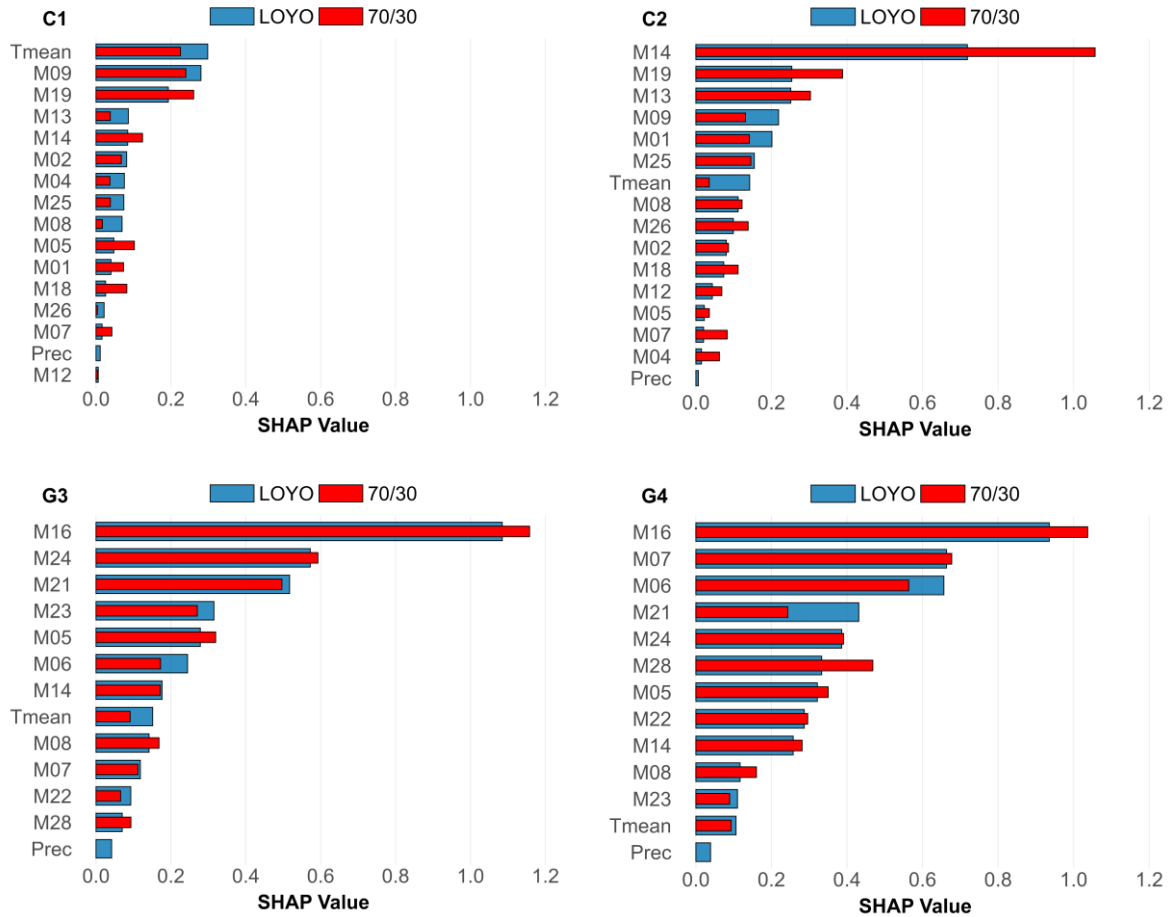 C1 LOYO 70/30
Tmean
M09
M19
M13
M14
M02
M04
M25
M08
M05
M01
M18
M26
M07
Prec
M12
0.0 0.2 0.4 0.6 0.8 1.0 1.2
SHAP Value
C2 LOYO 70/30
M14
M19
M13
M09
M01
M25
Tmean
M08
M26
M02
M18
M12
M05
M07
M04
Prec
0.0 0.2 0.4 0.6 0.8 1.0 1.2
SHAP Value
G3 LOYO 70/30
M16
M24
M21
M23
M05
M06
M14
Tmean
M08
M07
M22
M28
Prec
0.0 0.2 0.4 0.6 0.8 1.0 1.2
SHAP Value
G4 LOYO 70/30
M16
M07
M06
M21
M24
M28
M05
M22
M14
M08
M23
Tmean
Prec
0.0 0.2 0.4 0.6 0.8 1.0 1.2
SHAP Value